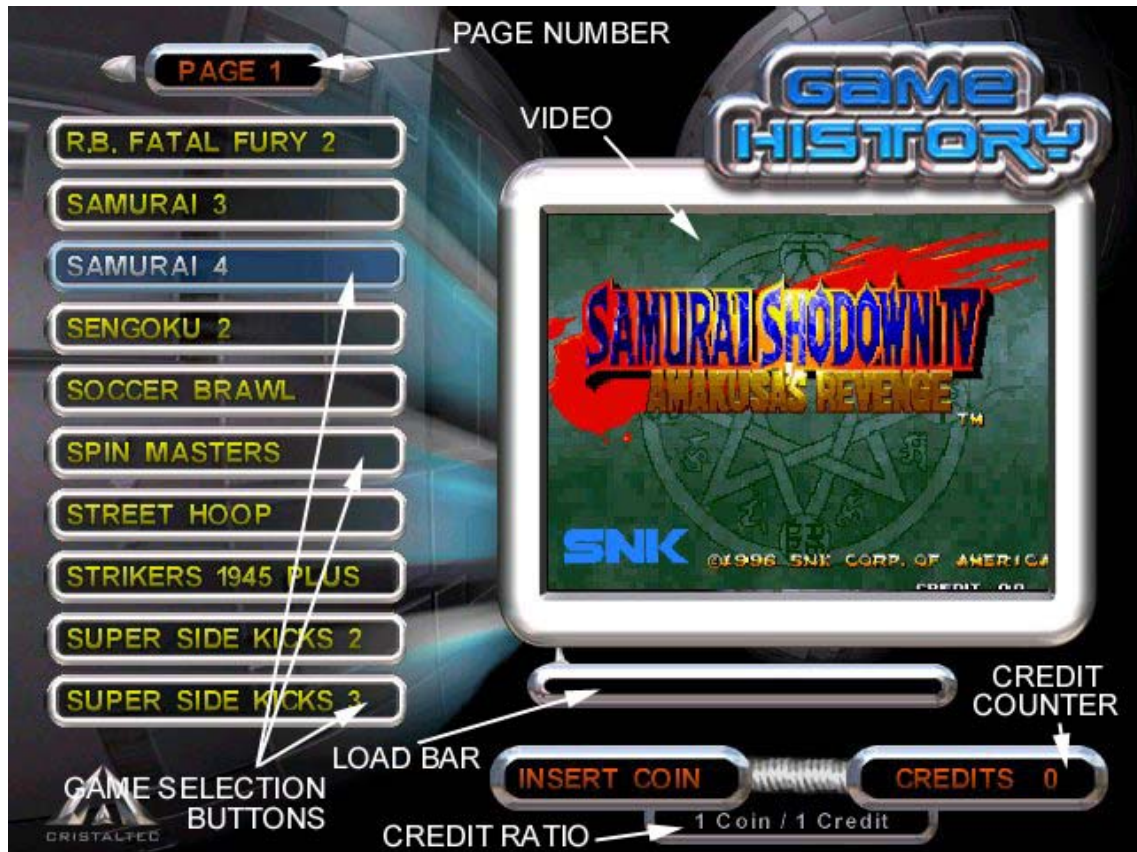 PAGE NUMBER
PAGE 1
GAME
HISTORY
VIDEO
R.B. FATAL FURY 2
SAMURAI 3
SAMURAI 4
SENGOKU 2
SOCCER BRAWL
SPIN MASTERS
STREET HOOP
STRIKERS 1945 PLUS
SUPER SIDE KICKS 2
SUPER SIDE KICKS 3
SAMURAI SHODOWN IV
AMAKUSA'S REVENGE
TM
SNK
©1996 SNK CORP. OF AMERICA
CREDIT 00
CREDIT
COUNTER
LOAD BAR
INSERT COIN
CREDITS 0
GAME SELECTION
BUTTONS
CRISTALTEC
CREDIT RATIO
1 Coin / 1 Credit